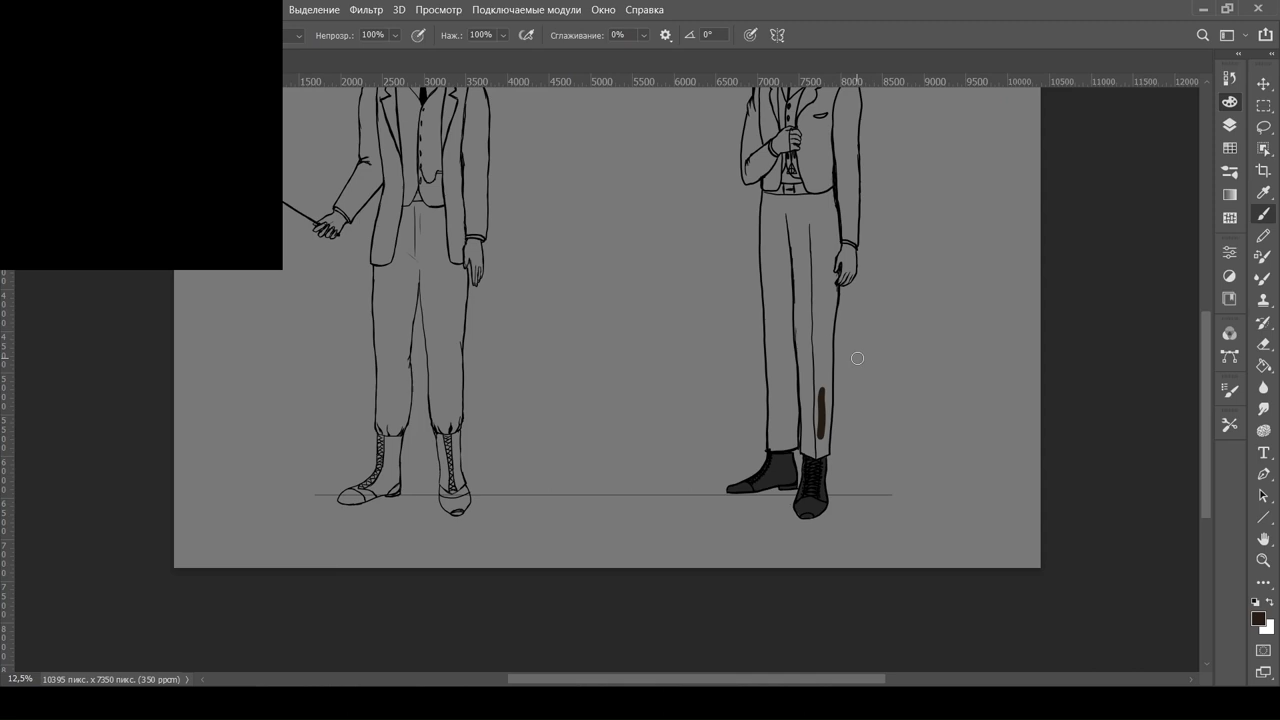 Выделение Фильтр 3D Просмотр Подключаемые модули Окно Справка
Непрозр.: 100% Наж.: 100% Сглаживание: 0% 0°
1500 2000 2500 3000 3500 4000 4500 5000 5500 6000 6500 7000 7500 8000 8500 9000 9500 10000 10500 11000 11500 12000
12,5% 10395 пикс. x 7350 пикс. (350 ppcm)